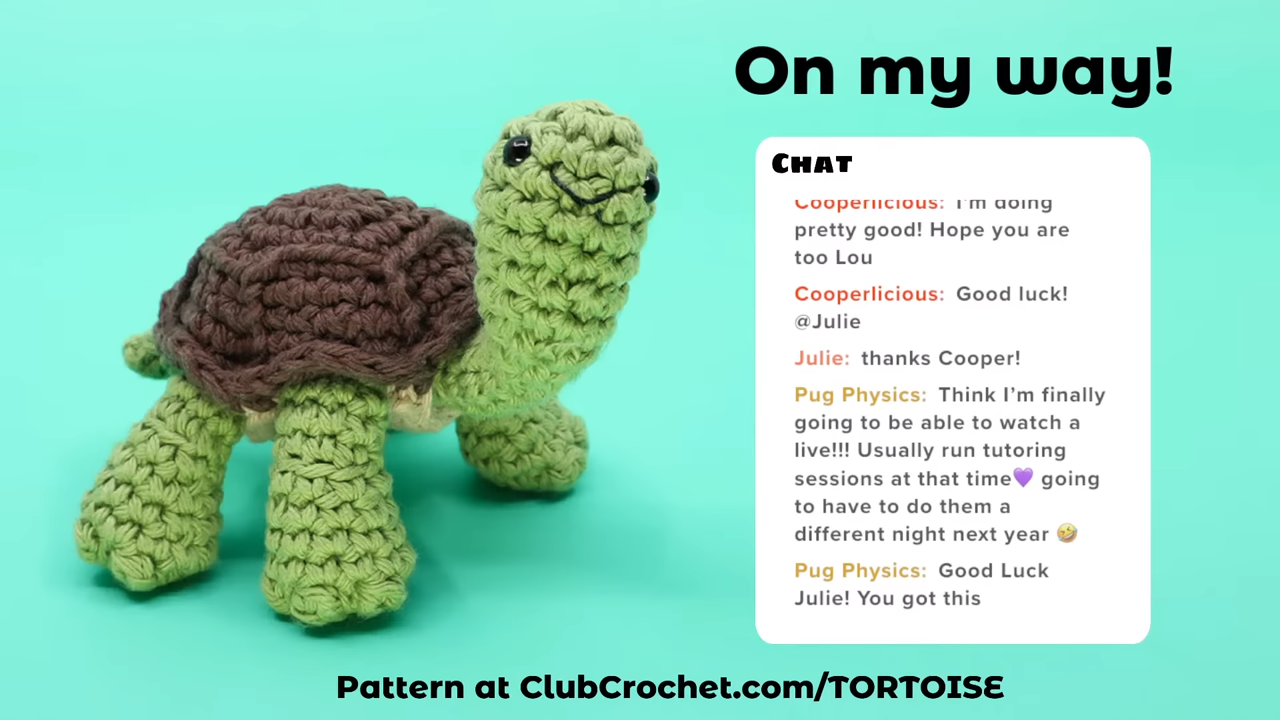 On my way!
CHAT
Cooperlicious: I'm doing
pretty good! Hope you are
too Lou
Cooperlicious: Good luck!
@Julie
Julie: thanks Cooper!
Pug Physics: Think I'm finally
going to be able to watch a
live!!! Usually run tutoring
sessions at that time💜 going
to have to do them a
different night next year 🤣
Pug Physics: Good Luck
Julie! You got this
Pattern at ClubCrochet.com/TORTOISE